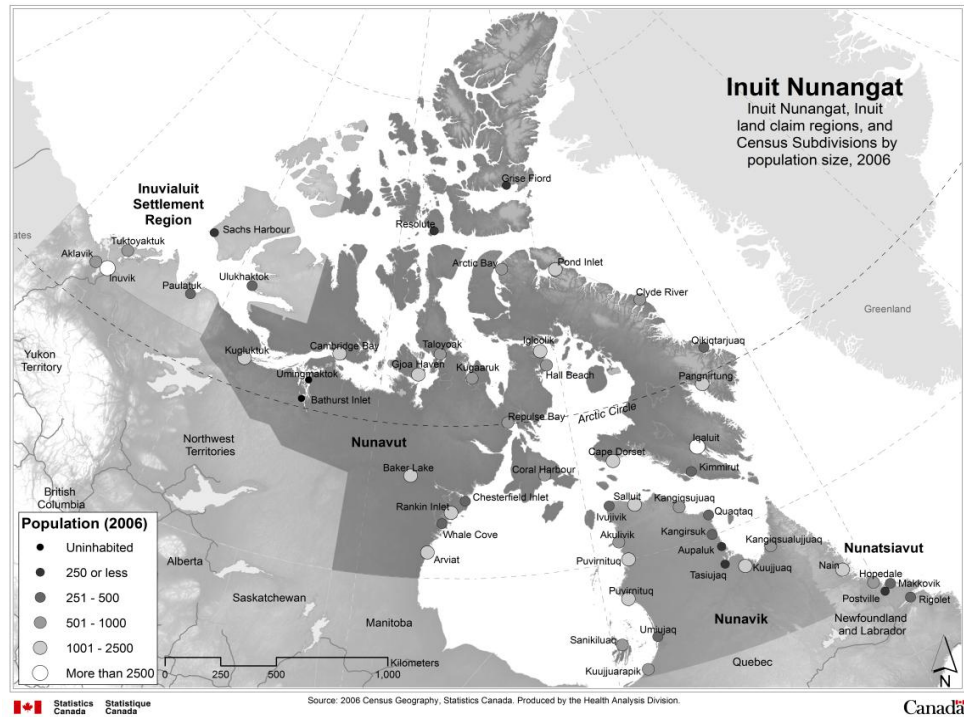 Inuit Nunangat
Inuit Nunangat, Inuit
land claim regions, and
Census Subdivisions by
population size, 2006
Grise Fiord
Inuvialuit
Settlement
Region
Sachs Harbour
Resolute
ates
Tuktoyaktuk
Aklavik
Inuvik
Paulatuk
Ulukhaktok
Arctic Bay
Pond Inlet
Clyde River
Greenland
Yukon
Territory
Kugluktuk
Cambridge Bay
Umingmaktok
Bathurst Inlet
Taloyoak
Gjoa Haven
Kugaaruk
Igloolik
Hall Beach
Qikiqtarjuaq
Pangnirtung
Arctic Circle
Repulse Bay
Nunavut
Northwest
Territories
Baker Lake
Coral Harbour
Cape Dorset
Iqaluit
Kimmirut
Chesterfield Inlet
Rankin Inlet
Whale Cove
Arviat
British
Columbia
Alberta
Saskatchewan
Manitoba
Salluit
Ivujivik
Kangiqsujuaq
Quaqtaq
Akulivik
Kangirsuk
Aupaluk
Kangiqsualujjuaq
Puvirnituq
Tasiujaq
Kuujjuaq
Puvirnituq
Nunatsiavut
Nain
Hopedale
Makkovik
Postville
Rigolet
Newfoundland
and Labrador
Nunavik
Umiujaq
Sanikiluaq
Kuujjuarapik
Quebec
Population (2006)
Uninhabited
250 or less
251 - 500
501 - 1000
1001 - 2500
More than 2500
Kilometers
0 250 500 1,000
N
Statistics Canada
Statistique Canada
Source: 2006 Census Geography, Statistics Canada. Produced by the Health Analysis Division.
Canada